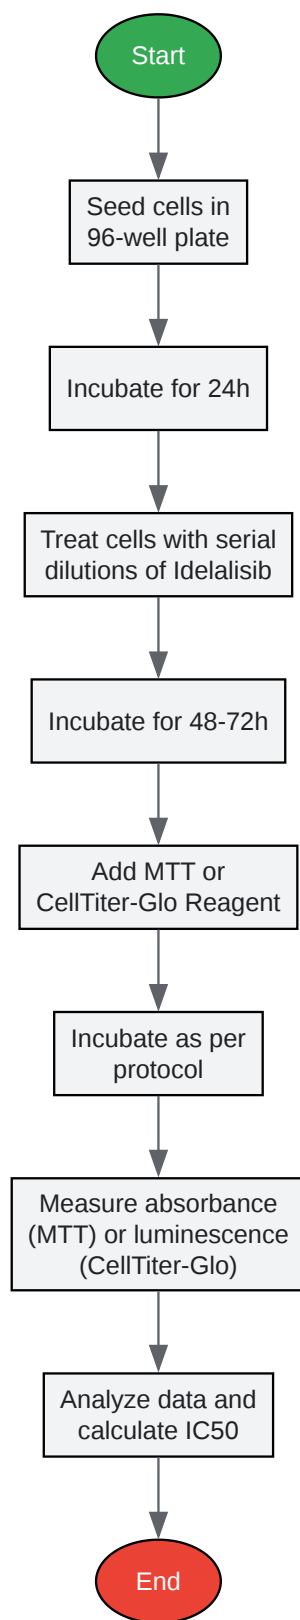 Start
Seed cells in
96-well plate
Incubate for 24h
Treat cells with serial
dilutions of Idelalisib
Incubate for 48-72h
Add MTT or
CellTiter-Glo Reagent
Incubate as per
protocol
Measure absorbance
(MTT) or luminescence
(CellTiter-Glo)
Analyze data and
calculate IC50
End